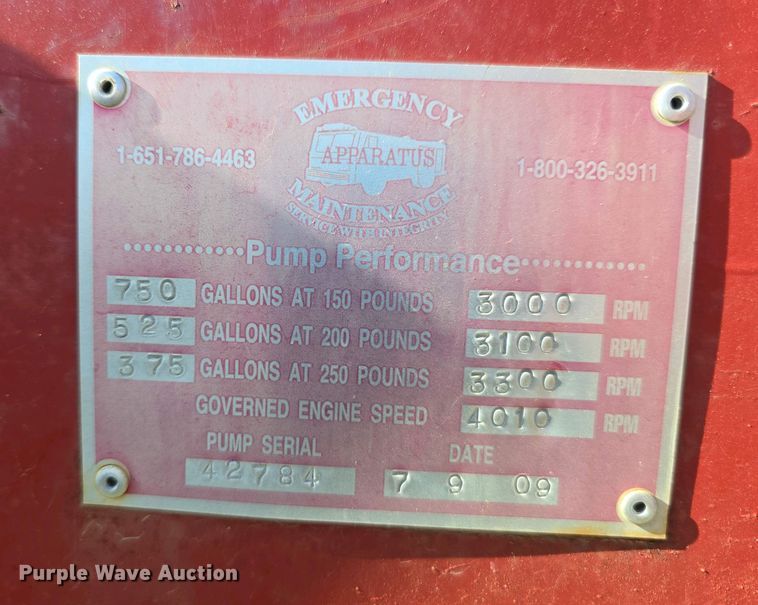 EMERGENCY
1-651-786-4463 APPARATUS 1-800-326-3911
MAINTENANCE
SERVICE WITH INTEGRITY
............Pump Performance............
750 GALLONS AT 150 POUNDS 3000 RPM
525 GALLONS AT 200 POUNDS 3100 RPM
375 GALLONS AT 250 POUNDS 3300 RPM
GOVERNED ENGINE SPEED 4010 RPM
PUMP SERIAL DATE
42784 7 9 09
Purple Wave Auction